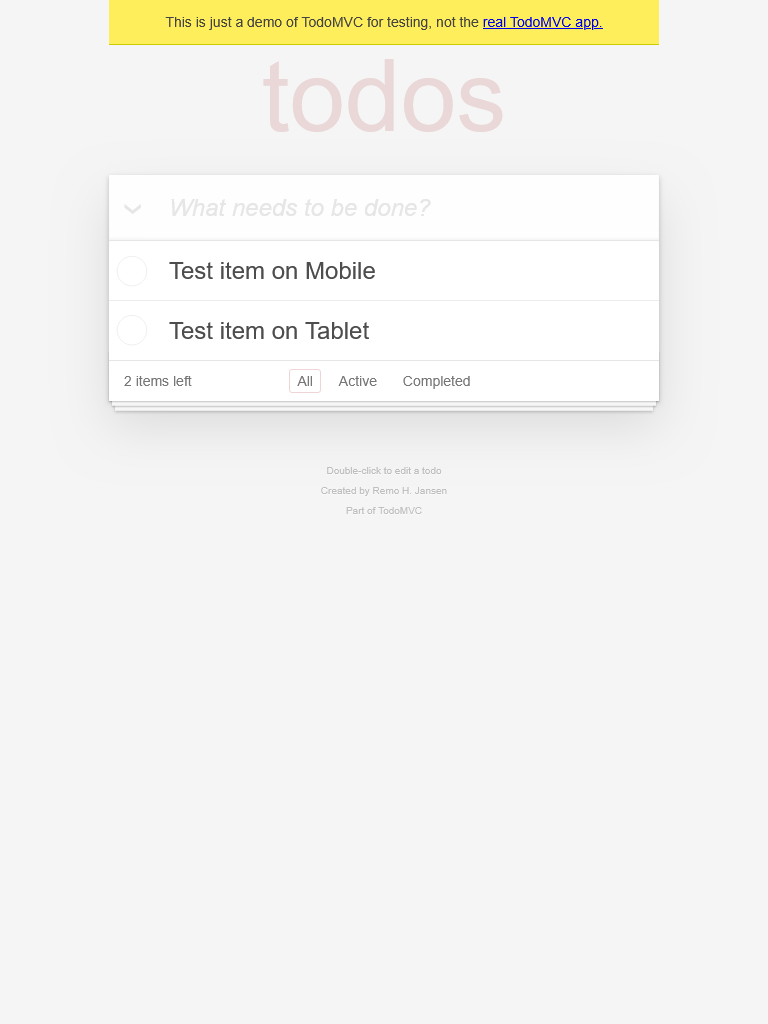 This is just a demo of TodoMVC for testing, not the real TodoMVC app.
todos
What needs to be done?
Test item on Mobile
Test item on Tablet
2 items left All Active Completed
Double-click to edit a todo
Created by Remo H. Jansen
Part of TodoMVC